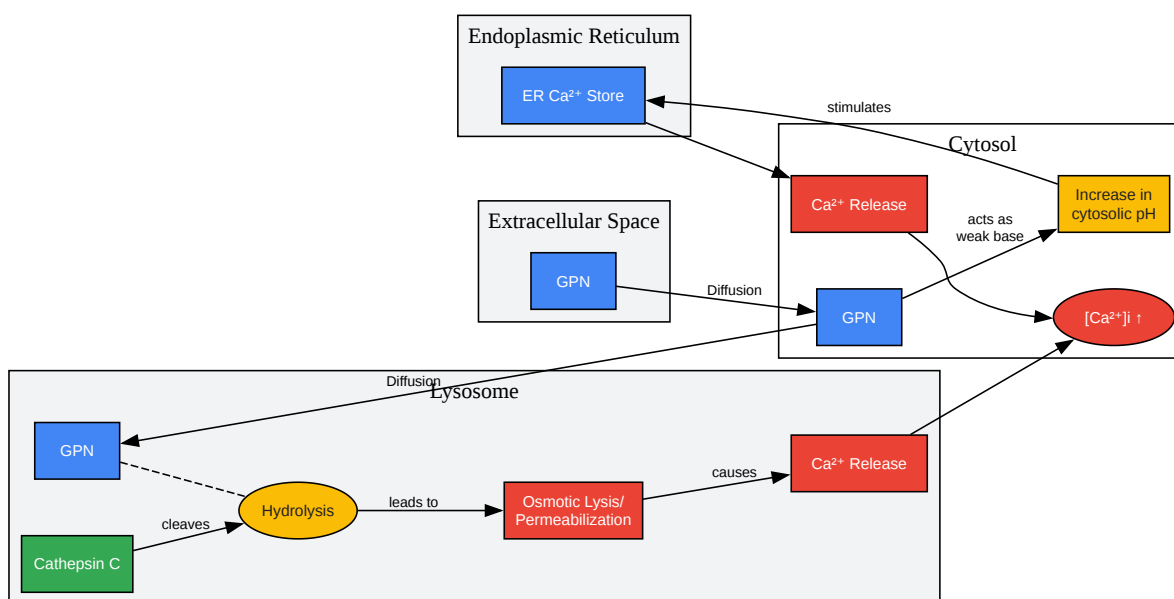 Endoplasmic Reticulum
ER Ca²⁺ Store
stimulates
Cytosol
Ca²⁺ Release
Increase in
cytosolic pH
Extracellular Space
acts as
weak base
GPN
Diffusion
GPN
[Ca²⁺]i ↑
Diffusion
Lysosome
GPN
Ca²⁺ Release
causes
Hydrolysis
leads to
Osmotic Lysis/
Permeabilization
cleaves
Cathepsin C